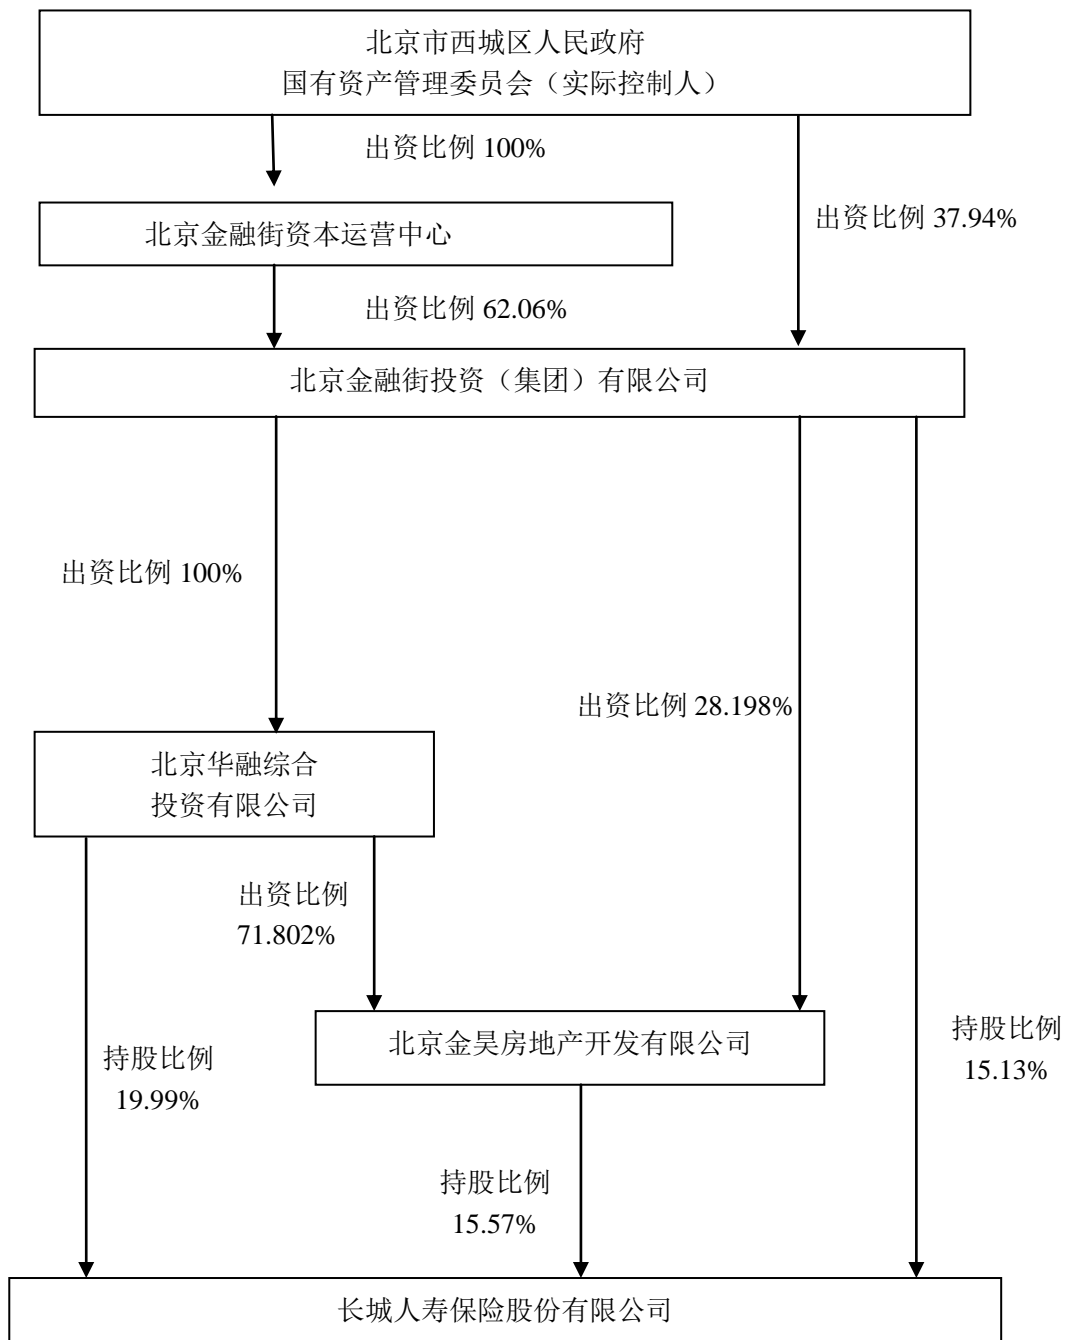 北京市西城区人民政府
国有资产管理委员会（实际控制人）
出资比例 100%
北京金融街资本运营中心
出资比例 37.94%
出资比例 62.06%
北京金融街投资（集团）有限公司
出资比例 100%
出资比例 28.198%
北京华融综合
投资有限公司
出资比例
71.802%
北京金昊房地产开发有限公司
持股比例
15.13%
持股比例
19.99%
持股比例
15.57%
长城人寿保险股份有限公司